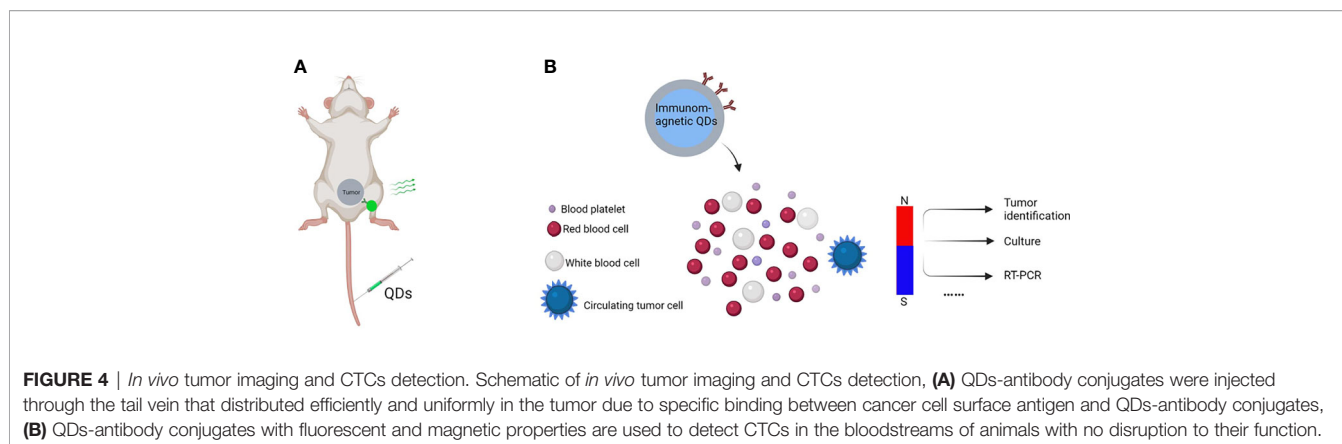 A
B
Immunom-
agnetic QDs
Tumor
QDs
Blood platelet
Red blood cell
White blood cell
Circulating tumor cell
N
S
Tumor
identification
Culture
RT-PCR
......
FIGURE 4 | In vivo tumor imaging and CTCs detection. Schematic of in vivo tumor imaging and CTCs detection, (A) QDs-antibody conjugates were injected
through the tail vein that distributed efficiently and uniformly in the tumor due to specific binding between cancer cell surface antigen and QDs-antibody conjugates,
(B) QDs-antibody conjugates with fluorescent and magnetic properties are used to detect CTCs in the bloodstreams of animals with no disruption to their function.